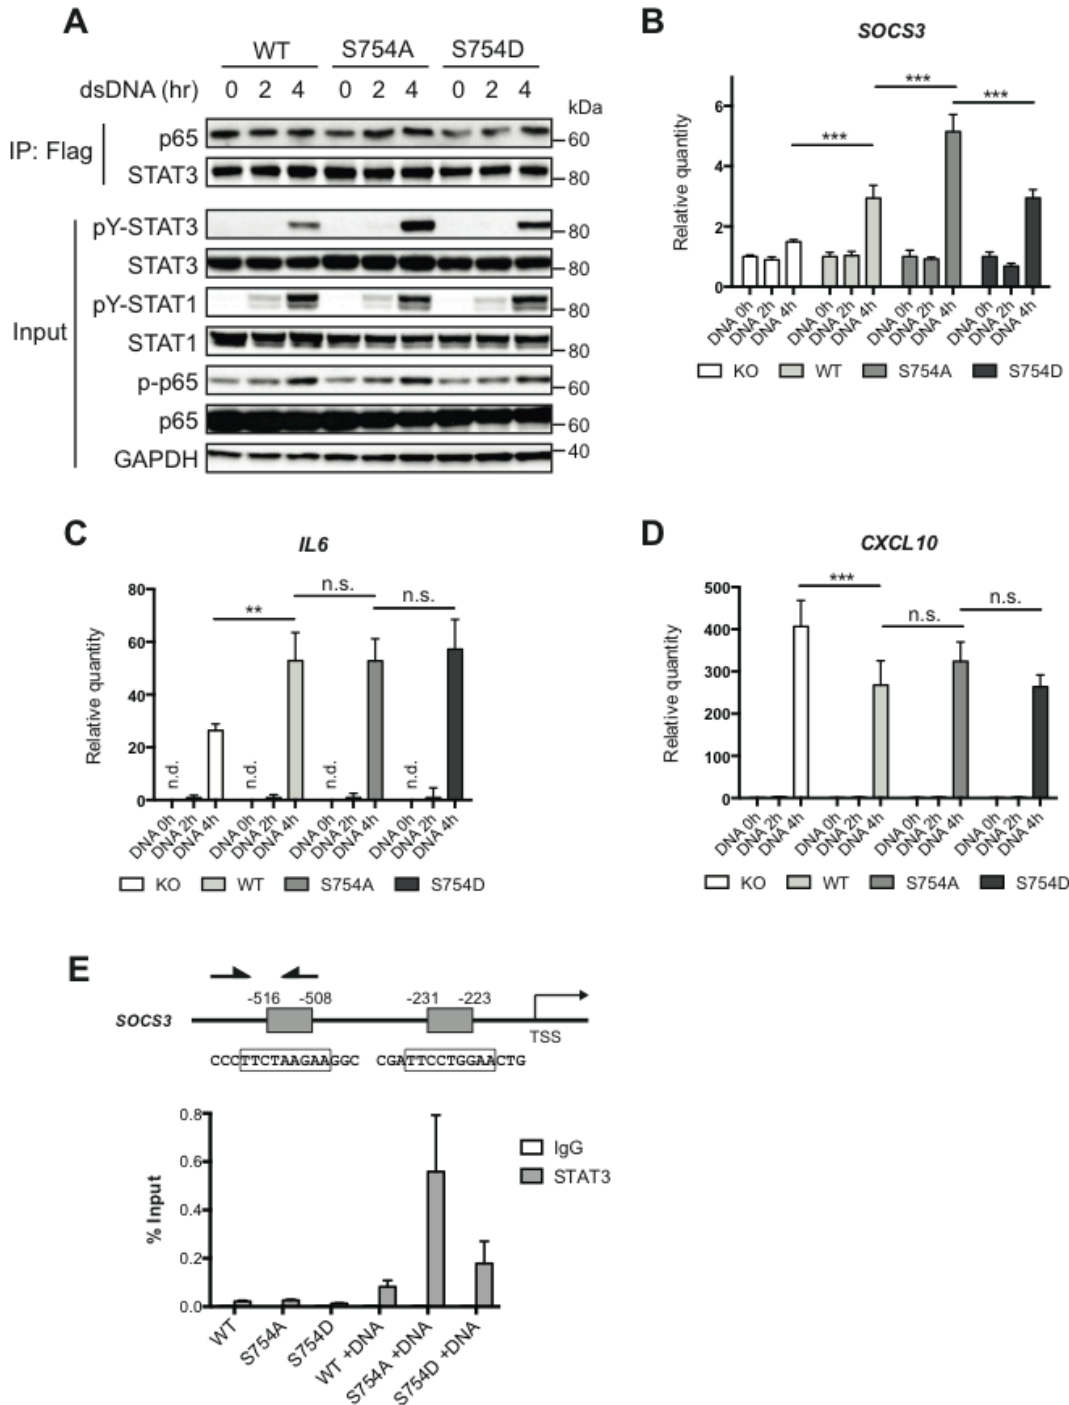 A
WT S754A S754D
dsDNA (hr) 0 2 4 0 2 4 0 2 4
kDa
IP: Flag
p65 60
STAT3 80
Input
pY-STAT3 80
STAT3 80
pY-STAT1 80
STAT1 80
p-p65 60
p65 60
GAPDH 40
B
SOCS3
Relative quantity
6
4
2
0
*** *** ***
DNA 0h DNA 2h DNA 4h DNA 0h DNA 2h DNA 4h DNA 0h DNA 2h DNA 4h DNA 0h DNA 2h DNA 4h
KO WT S754A S754D
C
IL6
Relative quantity
80
60
40
20
0
** n.s. n.s.
n.d. n.d. n.d. n.d.
DNA 0h DNA 2h DNA 4h DNA 0h DNA 2h DNA 4h DNA 0h DNA 2h DNA 4h DNA 0h DNA 2h DNA 4h
KO WT S754A S754D
D
CXCL10
Relative quantity
500
400
300
200
100
0
*** n.s. n.s.
DNA 0h DNA 2h DNA 4h DNA 0h DNA 2h DNA 4h DNA 0h DNA 2h DNA 4h DNA 0h DNA 2h DNA 4h
KO WT S754A S754D
E
-516 -508 -231 -223
SOCS3
TSS
CCCTTCTAAGAAGGC CGATTCCTGGAACTG
% Input
0.8
0.6
0.4
0.2
0.0
IgG
STAT3
WT S754A S754D WT +DNA S754A +DNA S754D +DNA